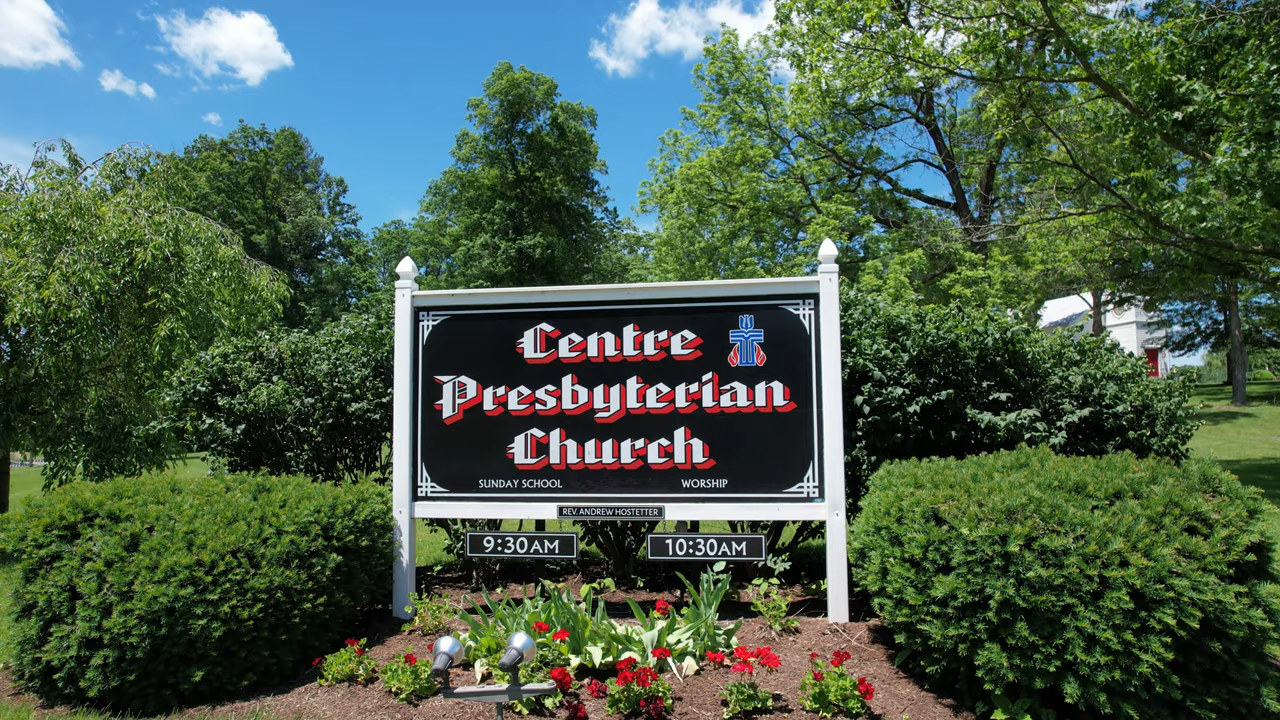 Centre
Presbyterian
Church
SUNDAY SCHOOL WORSHIP
REV. ANDREW HOSTETTER
9:30AM 10:30AM